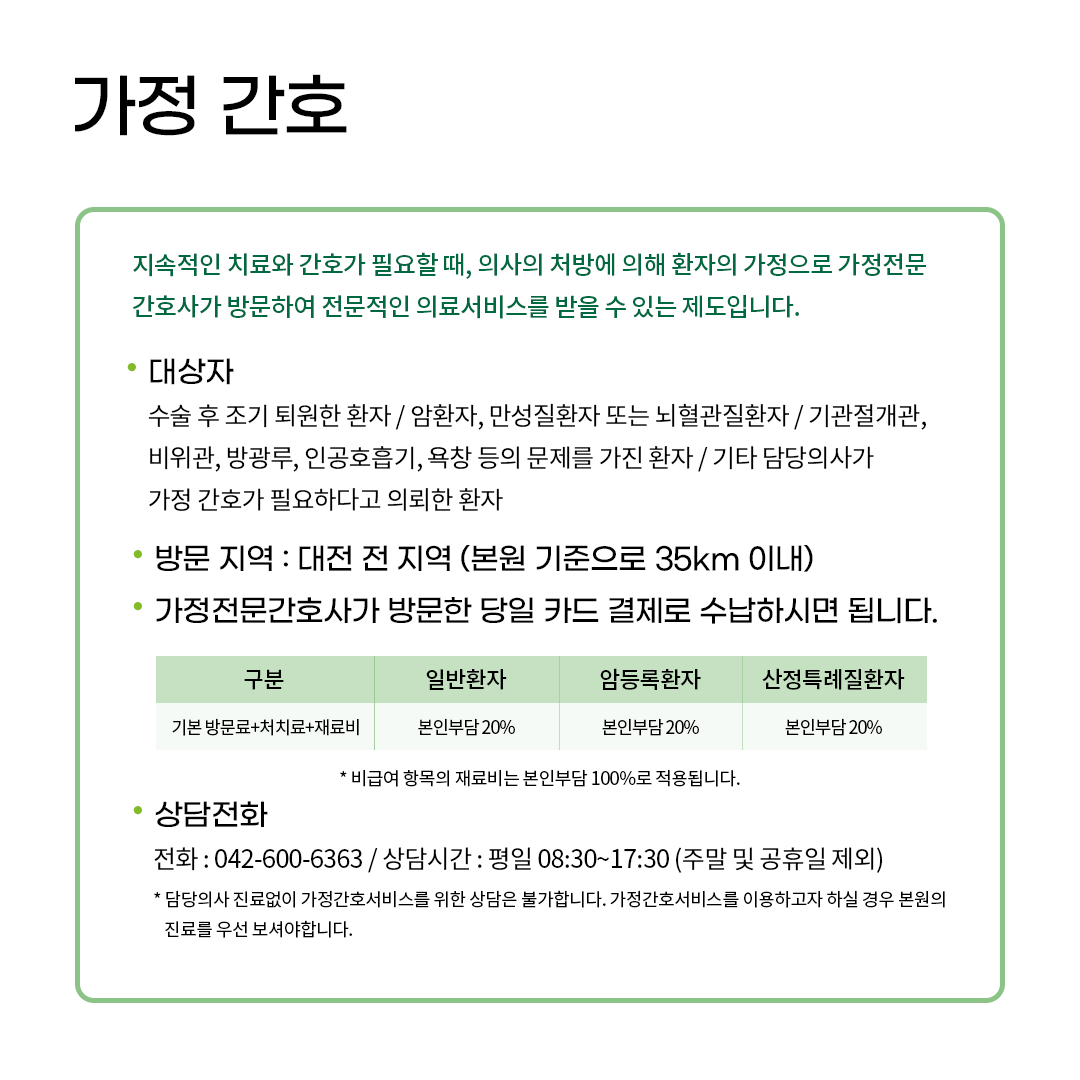 가정 간호
지속적인 치료와 간호가 필요할 때, 의사의 처방에 의해 환자의 가정으로 가정전문
간호사가 방문하여 전문적인 의료서비스를 받을 수 있는 제도입니다.
• 대상자
수술 후 조기 퇴원한 환자 / 암환자, 만성질환자 또는 뇌혈관질환자 / 기관절개관,
비위관, 방광루, 인공호흡기, 욕창 등의 문제를 가진 환자 / 기타 담당의사가
가정 간호가 필요하다고 의뢰한 환자
• 방문 지역 : 대전 전 지역 (본원 기준으로 35km 이내)
• 가정전문간호사가 방문한 당일 카드 결제로 수납하시면 됩니다.
구분 일반환자 암등록환자 산정특례질환자
기본 방문료+처치료+재료비 본인부담 20% 본인부담 20% 본인부담 20%
* 비급여 항목의 재료비는 본인부담 100%로 적용됩니다.
• 상담전화
전화 : 042-600-6363 / 상담시간 : 평일 08:30~17:30 (주말 및 공휴일 제외)
* 담당의사 진료없이 가정간호서비스를 위한 상담은 불가합니다. 가정간호서비스를 이용하고자 하실 경우 본원의
진료를 우선 보셔야합니다.